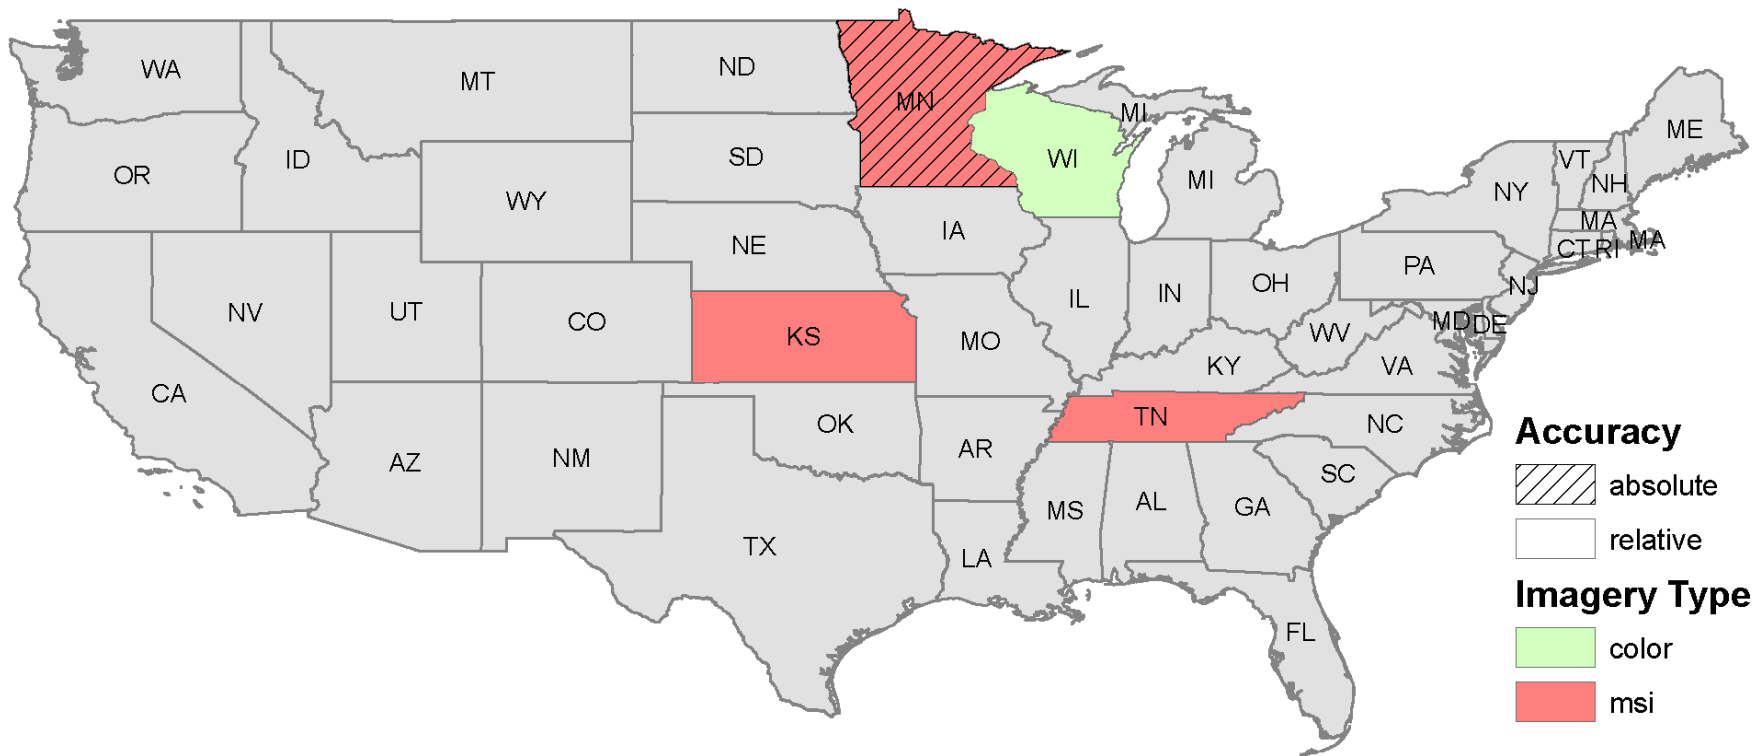 WA
MT
ND
MN
MI
ME
OR
ID
SD
WI
MI
VT
NH
NY
WY
MA
IA
NE
CT
RI
MA
PA
NV
UT
CO
KS
IL
IN
OH
NJ
MO
WV
MD
DE
KY
VA
CA
TN
OK
NC
AZ
NM
AR
SC
MS
AL
GA
TX
LA
FL
Accuracy
absolute
relative
Imagery Type
color
msi